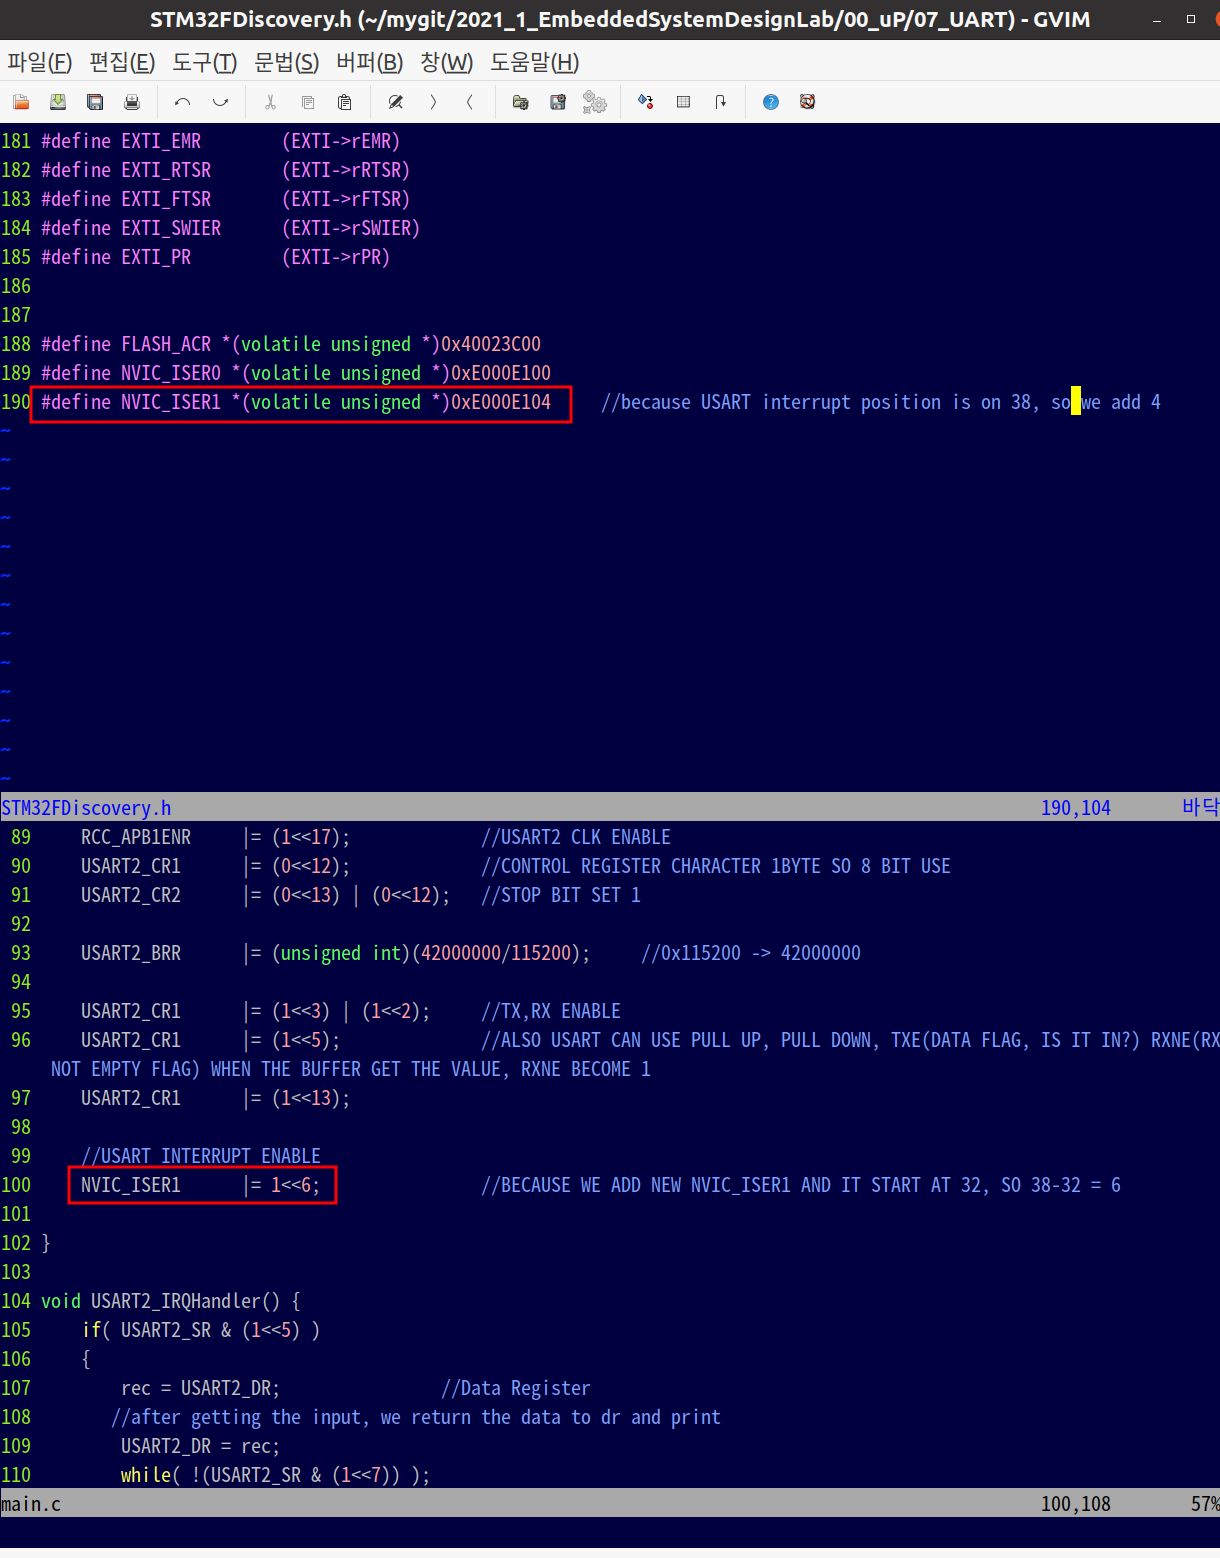 STM32FDiscovery.h (~/mygit/2021_1_EmbeddedSystemDesignLab/00_uP/07_UART) - GVIM
파일(F) 편집(E) 도구(T) 문법(S) 버퍼(B) 창(W) 도움말(H)
181 #define EXTI_EMR        (EXTI->rEMR)
182 #define EXTI_RTSR       (EXTI->rRTSR)
183 #define EXTI_FTSR       (EXTI->rFTSR)
184 #define EXTI_SWIER      (EXTI->rSWIER)
185 #define EXTI_PR         (EXTI->rPR)
186
187
188 #define FLASH_ACR *(volatile unsigned *)0x40023C00
189 #define NVIC_ISER0 *(volatile unsigned *)0xE000E100
190 #define NVIC_ISER1 *(volatile unsigned *)0xE000E104     //because USART interrupt position is on 38, so we add 4
~
~
~
~
~
~
~
~
~
~
~
~
~
STM32FDiscovery.h 190,104 바닥
89     RCC_APB1ENR     |= (1<<17);             //USART2 CLK ENABLE
90     USART2_CR1      |= (0<<12);             //CONTROL REGISTER CHARACTER 1BYTE SO 8 BIT USE
91     USART2_CR2      |= (0<<13) | (0<<12);   //STOP BIT SET 1
92
93     USART2_BRR      |= (unsigned int)(42000000/115200);     //0x115200 -> 42000000
94
95     USART2_CR1      |= (1<<3) | (1<<2);     //TX,RX ENABLE
96     USART2_CR1      |= (1<<5);              //ALSO USART CAN USE PULL UP, PULL DOWN, TXE(DATA FLAG, IS IT IN?) RXNE(RX
NOT EMPTY FLAG) WHEN THE BUFFER GET THE VALUE, RXNE BECOME 1
97     USART2_CR1      |= (1<<13);
98
99     //USART INTERRUPT ENABLE
100     NVIC_ISER1      |= 1<<6;                //BECAUSE WE ADD NEW NVIC_ISER1 AND IT START AT 32, SO 38-32 = 6
101
102 }
103
104 void USART2_IRQHandler() {
105     if( USART2_SR & (1<<5) )
106     {
107         rec = USART2_DR;                //Data Register
108        //after getting the input, we return the data to dr and print
109         USART2_DR = rec;
110         while( !(USART2_SR & (1<<7)) );
main.c 100,108 57%